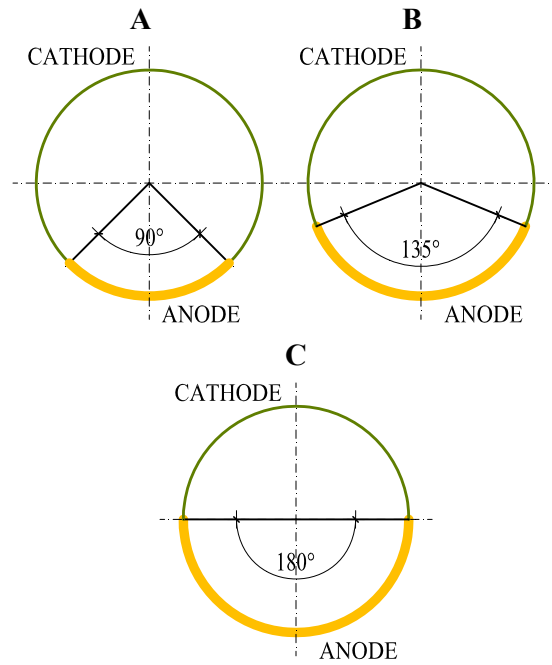 A
B
CATHODE
CATHODE
90°
135°
ANODE
ANODE
C
CATHODE
180°
ANODE